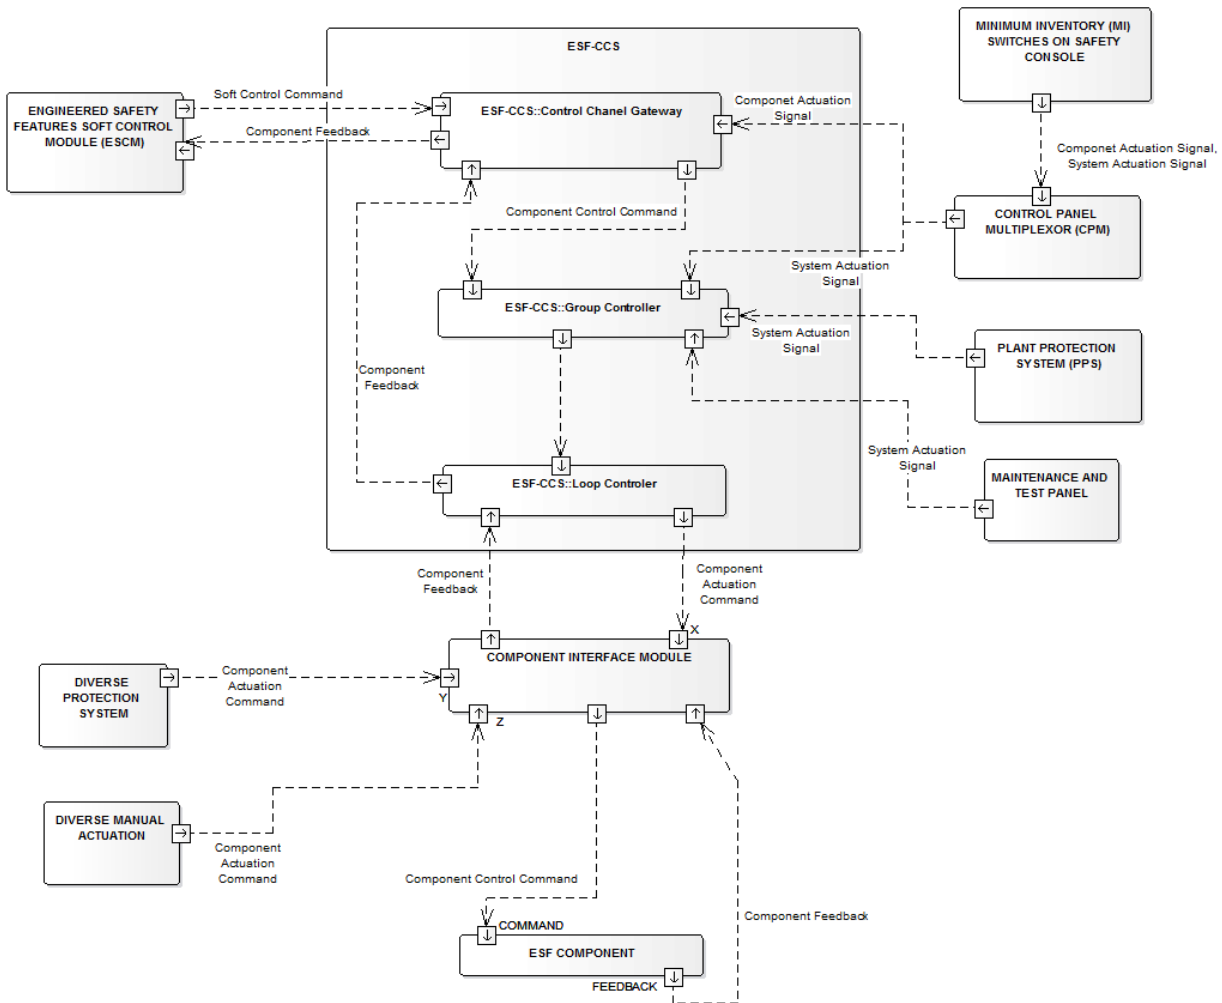 ESF-CCS
MINIMUM INVENTORY (MI)
SWITCHES ON SAFETY
CONSOLE
ENGINEERED SAFETY
FEATURES SOFT CONTROL
MODULE (ESCM)
Soft Control Command
Component Feedback
ESF-CCS::Control Chanel Gateway
Componet Actuation
Signal
Componet Actuation Signal,
System Actuation Signal
Component Control Command
CONTROL PANEL
MULTIPLEXOR (CPM)
System Actuation
Signal
ESF-CCS::Group Controller
System Actuation
Signal
PLANT PROTECTION
SYSTEM (PPS)
Component
Feedback
System Actuation
Signal
ESF-CCS::Loop Controler
MAINTENANCE AND
TEST PANEL
Component
Feedback
Component
Actuation
Command
X
COMPONENT INTERFACE MODULE
DIVERSE
PROTECTION
SYSTEM
Component
Actuation
Command
Y
Z
DIVERSE MANUAL
ACTUATION
Component
Actuation
Command
Component Control Command
Component Feedback
COMMAND
ESF COMPONENT
FEEDBACK